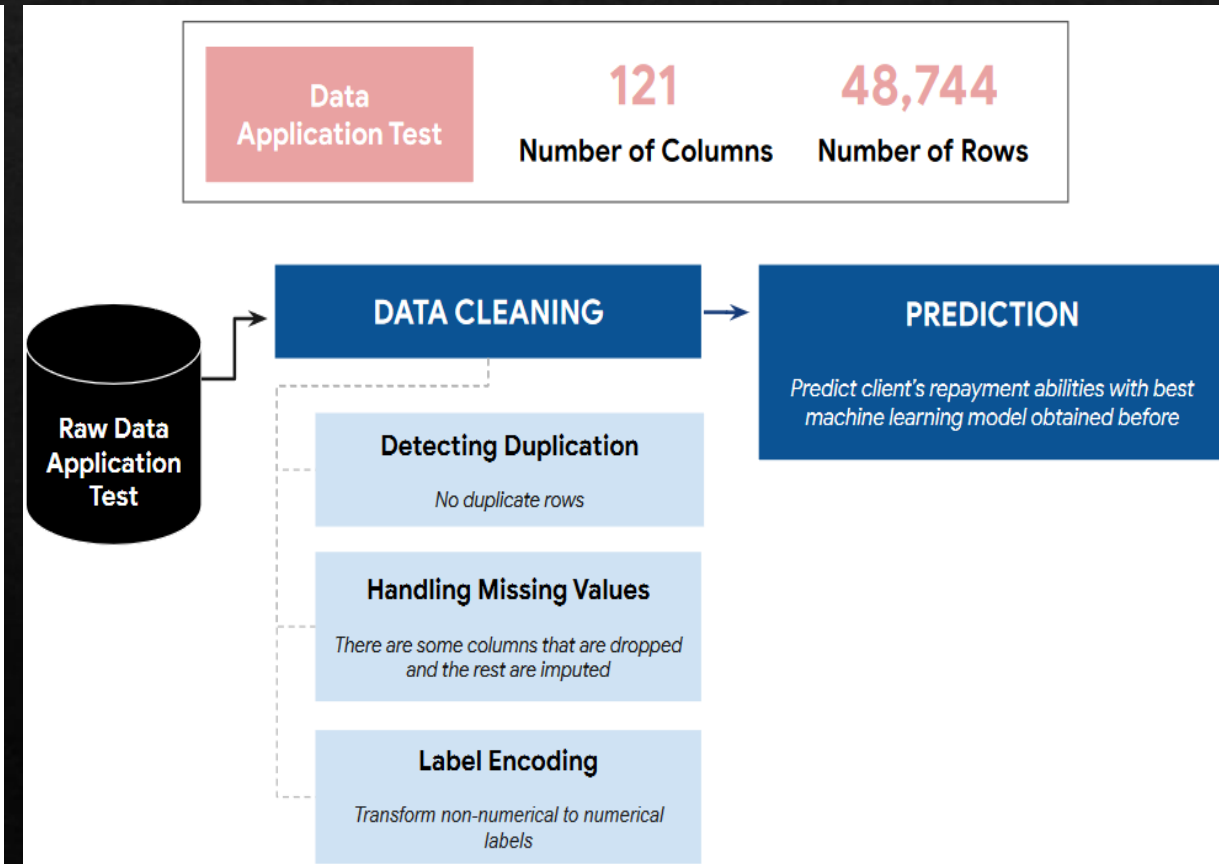 Data
Application Test
121
Number of Columns
48,744
Number of Rows
Raw Data
Application
Test
DATA CLEANING
Detecting Duplication
No duplicate rows
Handling Missing Values
There are some columns that are dropped
and the rest are imputed
Label Encoding
Transform non-numerical to numerical
labels
PREDICTION
Predict client's repayment abilities with best
machine learning model obtained before